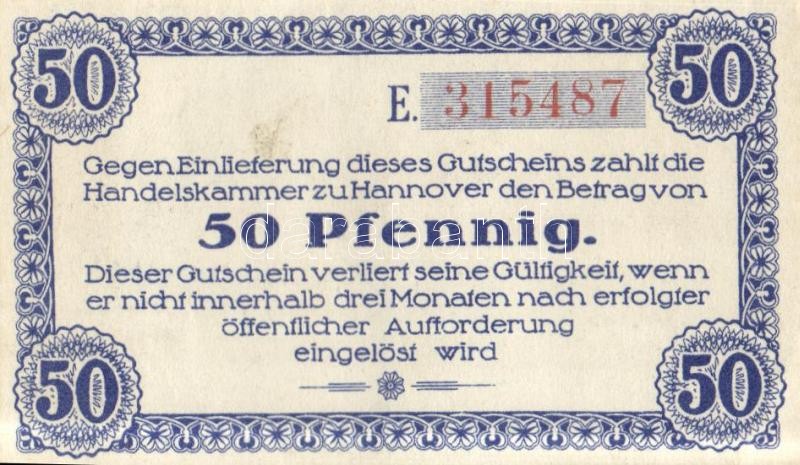 50
50
E. 315487
Gegen Einlieferung dieses Gutscheins zahlt die
Handelskammer zu Hannover den Betrag von
50 Pfennig.
Dieser Gutschein verliert seine Gültigkeit, wenn
er nicht innerhalb drei Monaten nach erfolgter
öffentlicher Aufforderung
eingelöst wird
50
50